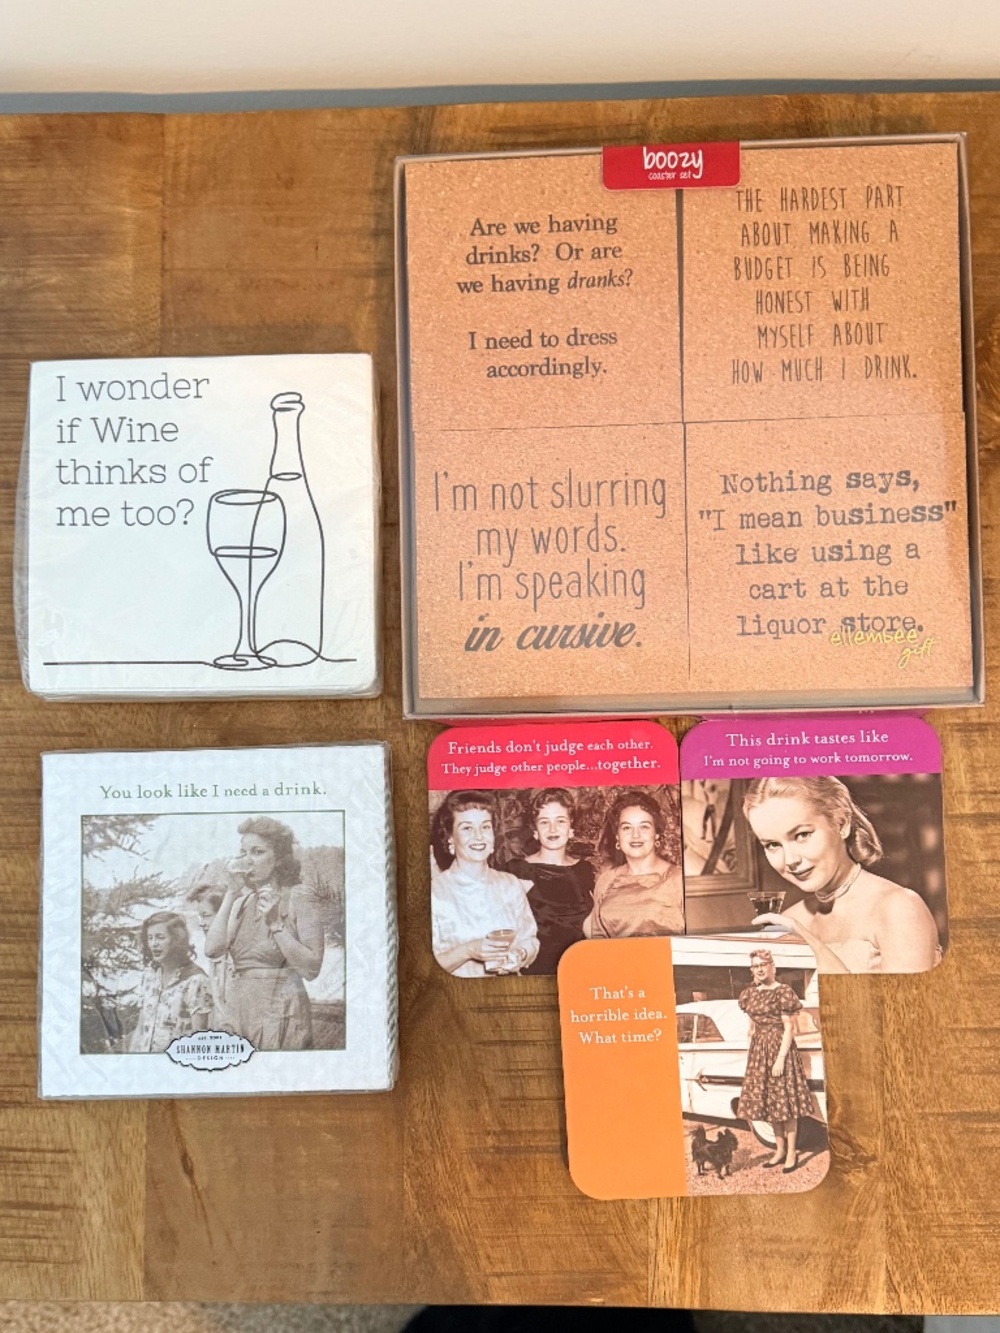 boozy
coaster set
Are we having
drinks? Or are
we having dranks?
I need to dress
accordingly.
THE HARDEST PART
ABOUT MAKING A
BUDGET IS BEING
HONEST WITH
MYSELF ABOUT
HOW MUCH I DRINK.
I'm not slurring
my words.
I'm speaking
in cursive.
Nothing says,
"I mean business"
like using a
cart at the
liquor store.
ellembee
gift
I wonder
if Wine
thinks of
me too?
You look like I need a drink.
EST. 2001
SHANNON MARTIN
DESIGN
Friends don't judge each other.
They judge other people...together.
This drink tastes like
I'm not going to work tomorrow.
That's a
horrible idea.
What time?